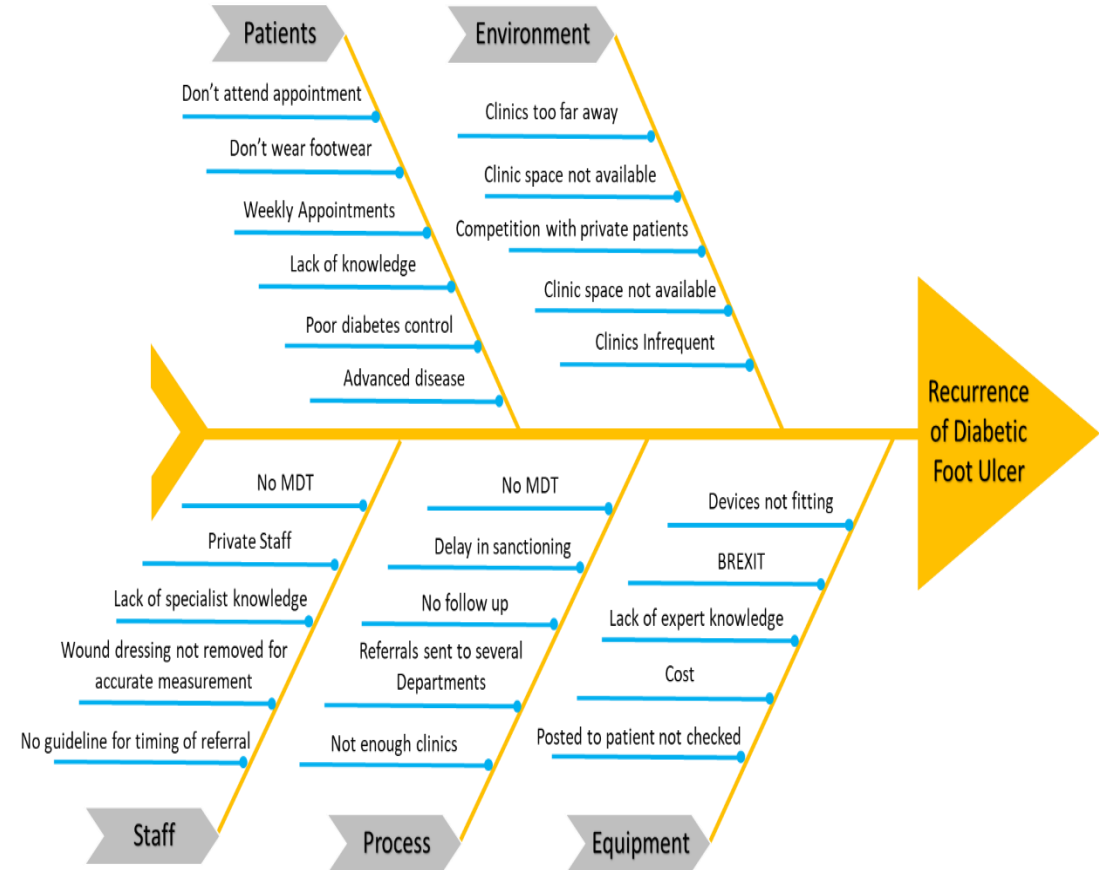 Patients
Don't attend appointment
Don't wear footwear
Weekly Appointments
Lack of knowledge
Poor diabetes control
Advanced disease
Environment
Clinics too far away
Clinic space not available
Competition with private patients
Clinic space not available
Clinics Infrequent
Recurrence
of Diabetic
Foot Ulcer
No MDT
Private Staff
Lack of specialist knowledge
Wound dressing not removed for
accurate measurement
No guideline for timing of referral
Staff
No MDT
Delay in sanctioning
No follow up
Referrals sent to several
Departments
Not enough clinics
Process
Devices not fitting
BREXIT
Lack of expert knowledge
Cost
Posted to patient not checked
Equipment